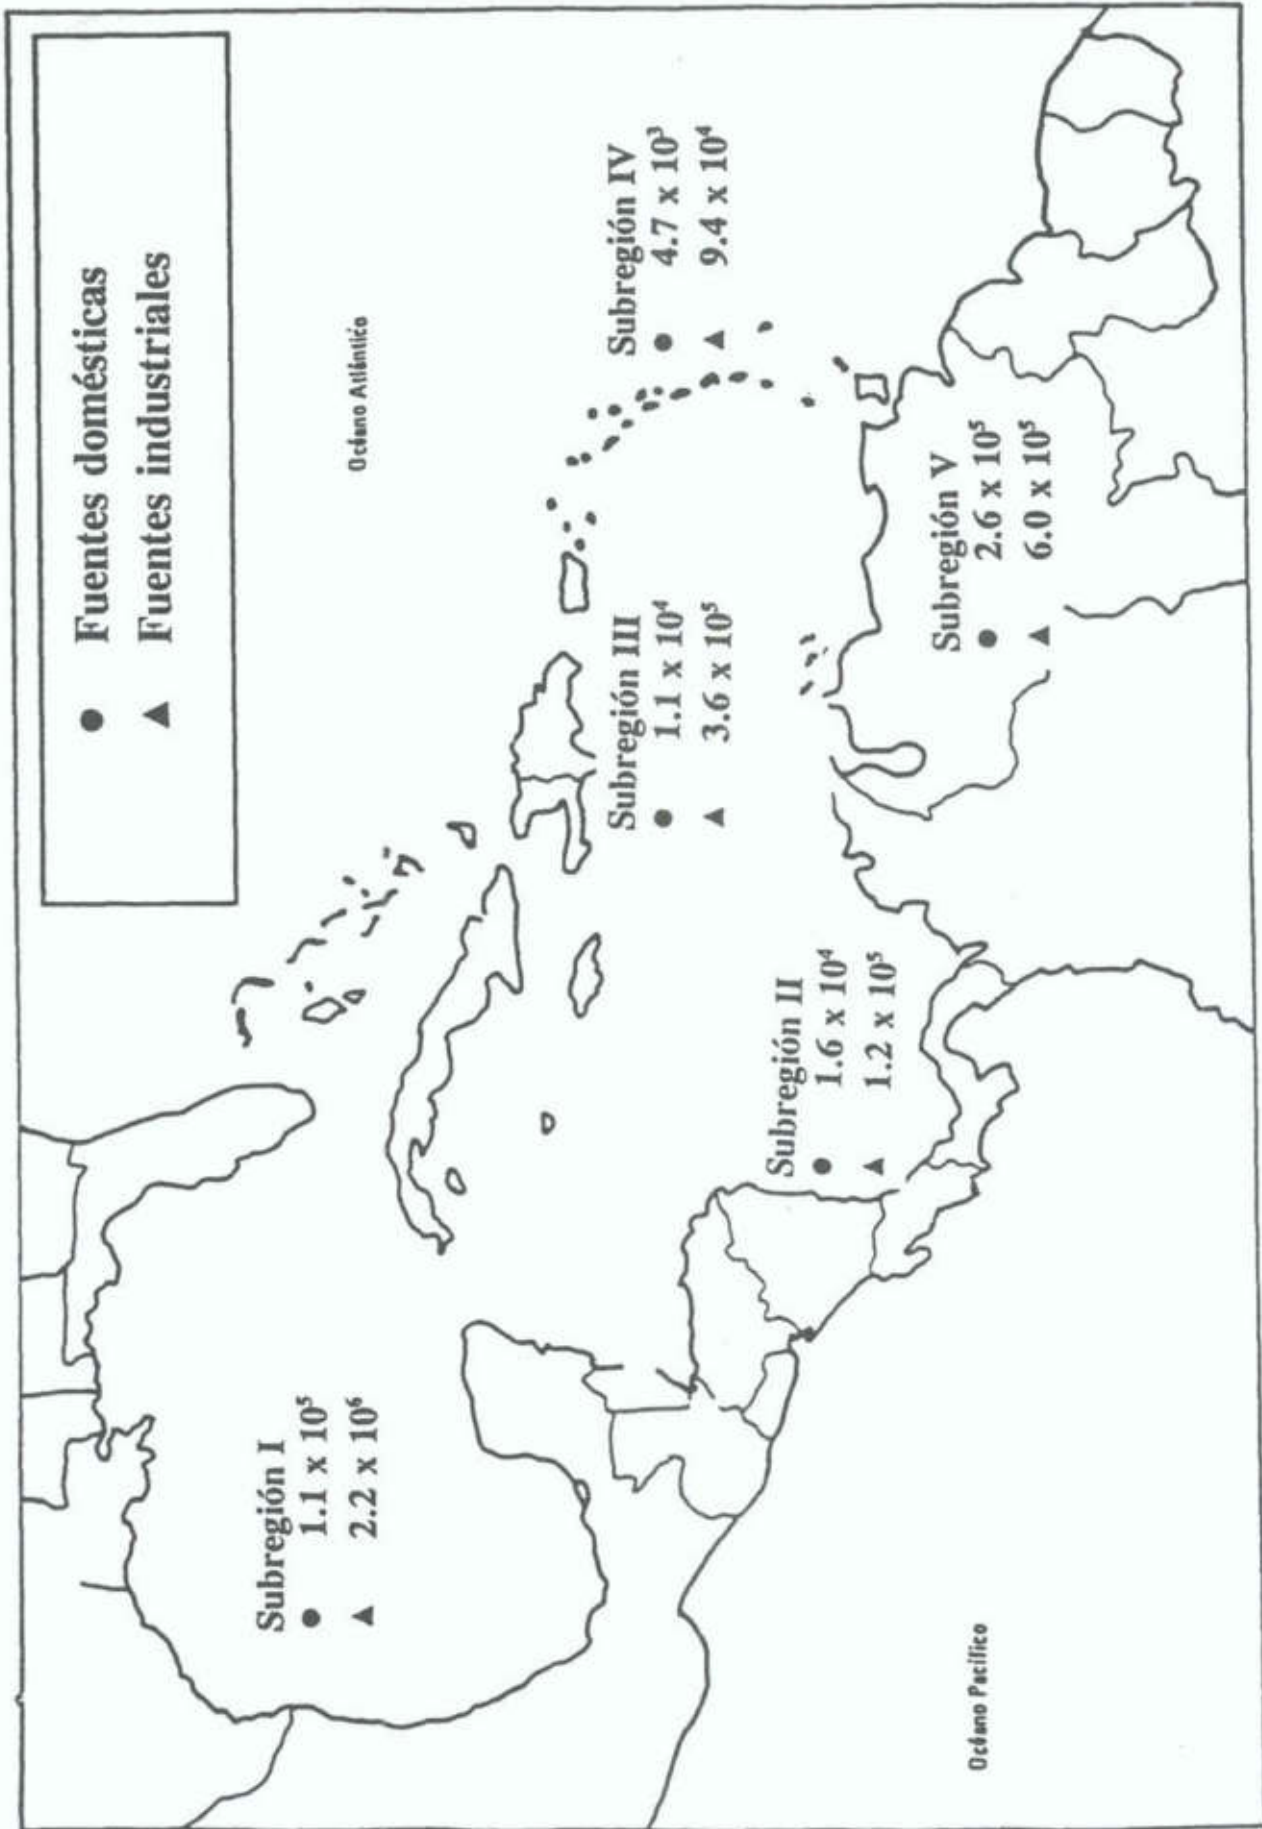 ● Fuentes domésticas
▲ Fuentes industriales
Océano Atlántico
Subregión I
● 1.1 x 10⁵
▲ 2.2 x 10⁶
Subregión II
● 1.6 x 10⁴
▲ 1.2 x 10⁵
Subregión III
● 1.1 x 10⁴
▲ 3.6 x 10⁵
Subregión IV
● 4.7 x 10³
▲ 9.4 x 10⁴
Subregión V
● 2.6 x 10⁵
▲ 6.0 x 10⁵
Océano Pacífico